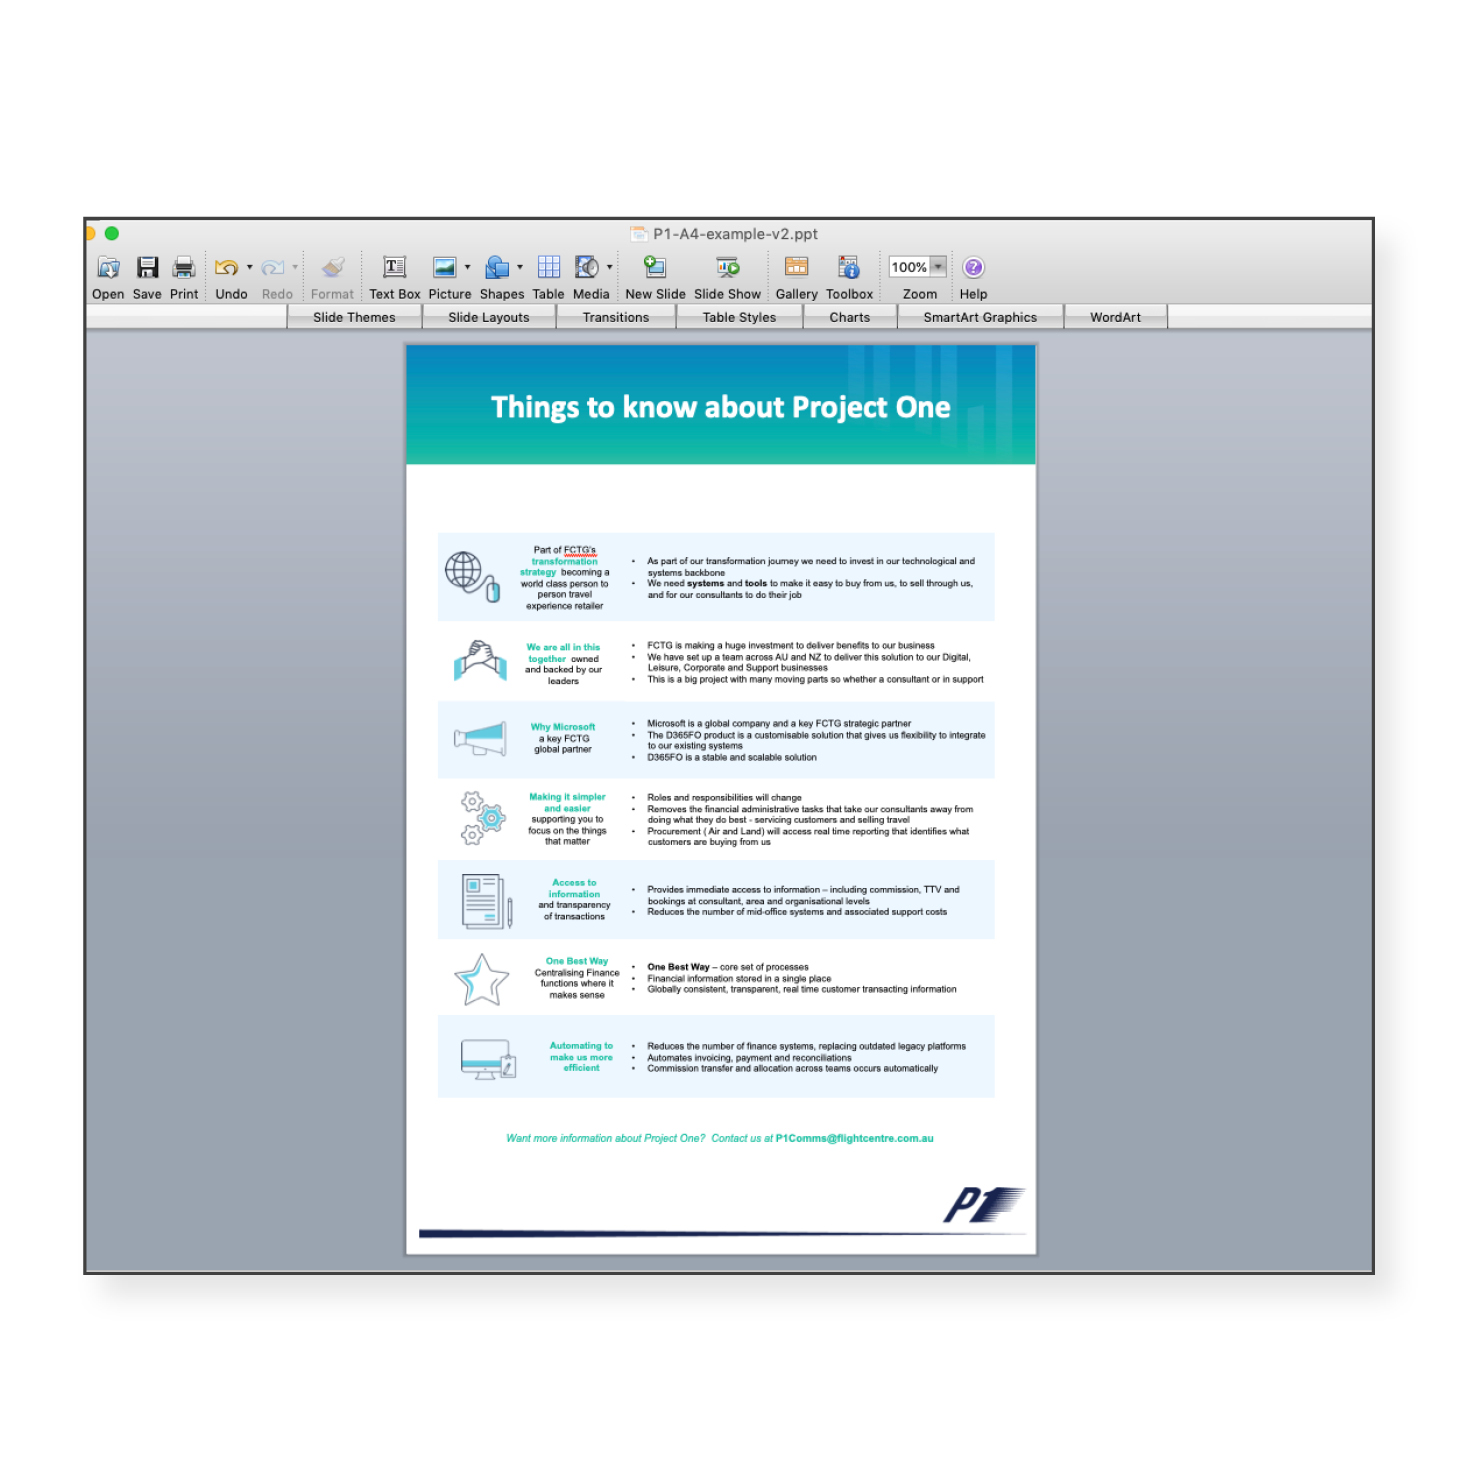 P1-A4-example-v2.ppt
Open Save Print Undo Redo Format Text Box Picture Shapes Table Media New Slide Slide Show Gallery Toolbox 100% Zoom Help
Slide Themes Slide Layouts Transitions Table Styles Charts SmartArt Graphics WordArt
Things to know about Project One
Part of FCTG's
transformation
strategy becoming a
world class person to
person travel
experience retailer
• As part of our transformation journey we need to invest in our technological and
systems backbone
• We need systems and tools to make it easy to buy from us, to sell through us,
and for our consultants to do their job
We are all in this
together owned
and backed by our
leaders
• FCTG is making a huge investment to deliver benefits to our business
• We have set up a team across AU and NZ to deliver this solution to our Digital,
Leisure, Corporate and Support businesses
• This is a big project with many moving parts so whether a consultant or in support
Why Microsoft
a key FCTG
global partner
• Microsoft is a global company and a key FCTG strategic partner
• The D365FO product is a customisable solution that gives us flexibility to integrate
to our existing systems
• D365FO is a stable and scalable solution
Making it simpler
and easier
supporting you to
focus on the things
that matter
• Roles and responsibilities will change
• Removes the financial administrative tasks that take our consultants away from
doing what they do best - servicing customers and selling travel
• Procurement ( Air and Land) will access real time reporting that identifies what
customers are buying from us
Access to
information
and transparency
of transactions
• Provides immediate access to information – including commission, TTV and
bookings at consultant, area and organisational levels
• Reduces the number of mid-office systems and associated support costs
One Best Way
Centralising Finance
functions where it
makes sense
• One Best Way – core set of processes
• Financial information stored in a single place
• Globally consistent, transparent, real time customer transacting information
Automating to
make us more
efficient
• Reduces the number of finance systems, replacing outdated legacy platforms
• Automates invoicing, payment and reconciliations
• Commission transfer and allocation across teams occurs automatically
Want more information about Project One? Contact us at P1Comms@flightcentre.com.au
P1